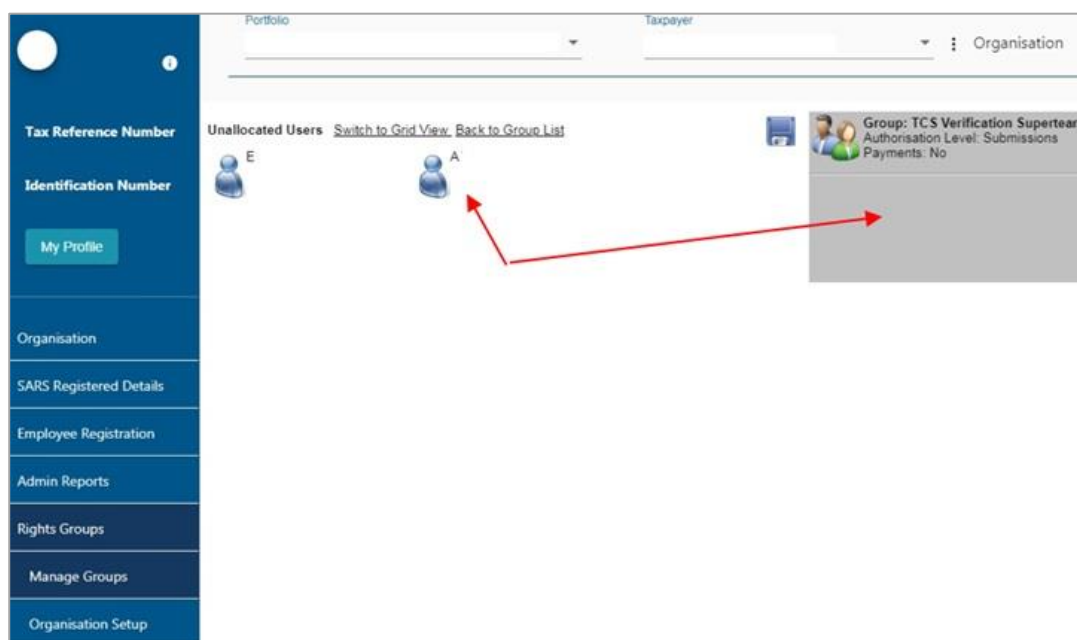 Portfolio
Taxpayer
Organisation
Tax Reference Number
Identification Number
My Profile
Organisation
SARS Registered Details
Employee Registration
Admin Reports
Rights Groups
Manage Groups
Organisation Setup
Unallocated Users Switch to Grid View Back to Group List
E
A
Group: TCS Verification Supertear
Authorisation Level: Submissions
Payments: No